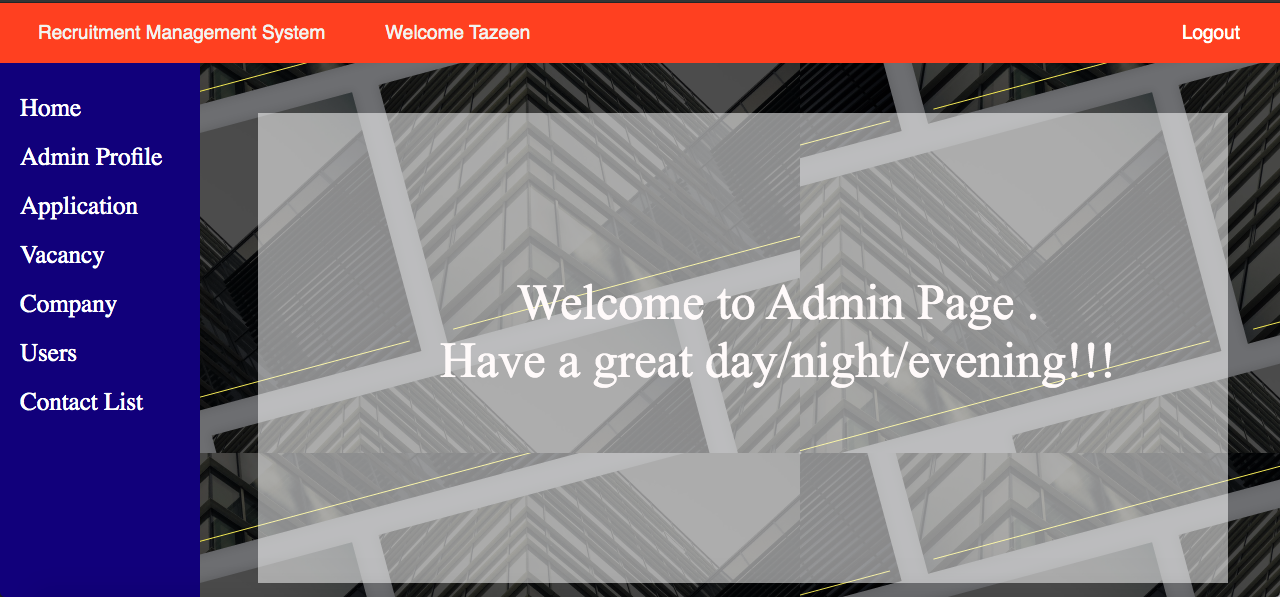 Recruitment Management System Welcome Tazeen Logout
Home
Admin Profile
Application
Vacancy
Company
Users
Contact List
Welcome to Admin Page .
Have a great day/night/evening!!!